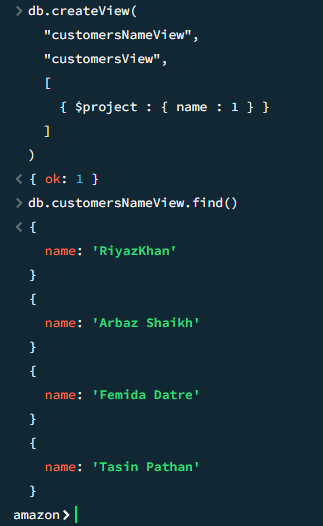 > db.createView(
"customersNameView",
"customersView",
[
{ $project : { name : 1 } }
]
)
< { ok: 1 }
> db.customersNameView.find()
< {
name: 'RiyazKhan'
}
{
name: 'Arbaz Shaikh'
}
{
name: 'Femida Datre'
}
{
name: 'Tasin Pathan'
}
amazon>